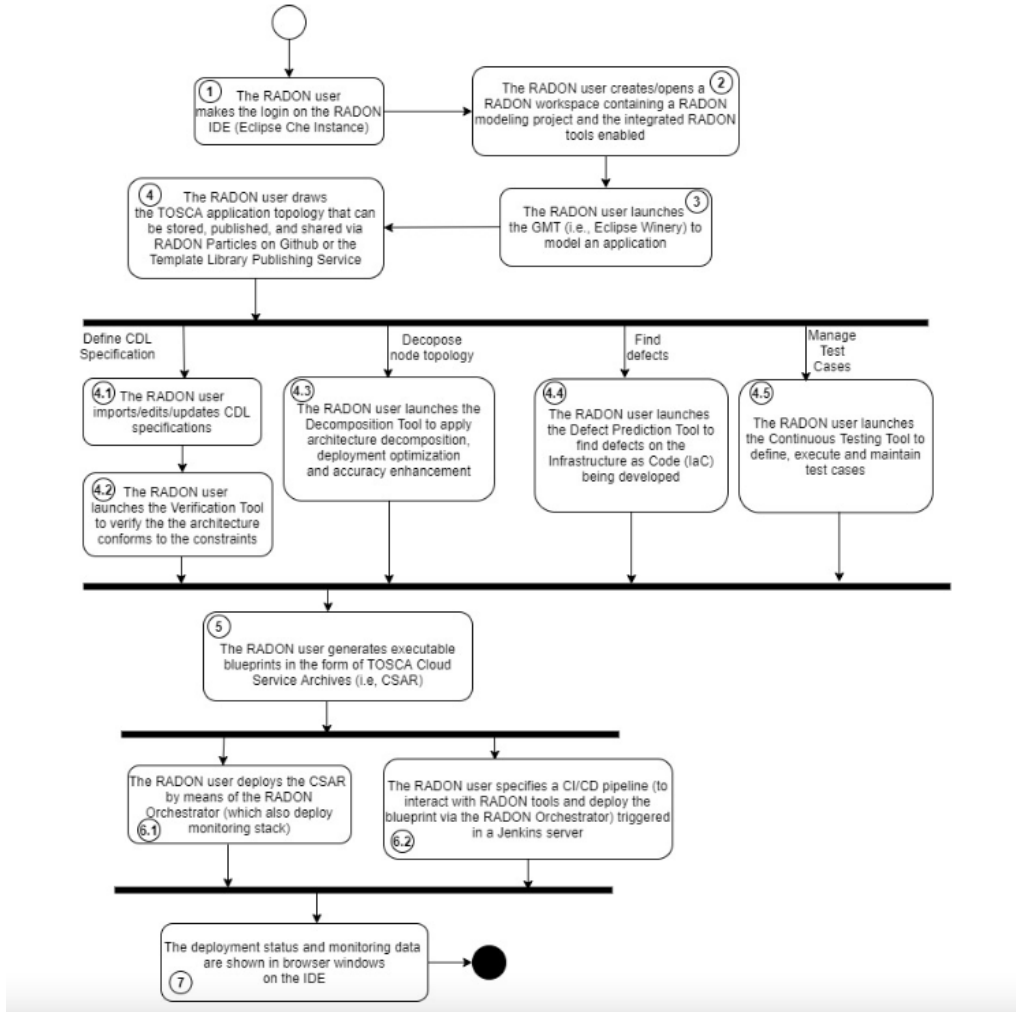 1
The RADON user
makes the login on the RADON
IDE (Eclipse Che Instance)
2
The RADON user creates/opens a
RADON workspace containing a RADON
modeling project and the integrated RADON
tools enabled
3
The RADON user launches
the GMT (i.e., Eclipse Winery) to
model an application
4
The RADON user draws
the TOSCA application topology that can
be stored, published, and shared via
RADON Particles on Github or the
Template Library Publishing Service
Define CDL
Specification
Decopose
node topology
Find
defects
Manage
Test
Cases
4.1
The RADON user
imports/edits/updates CDL
specifications
4.2
The RADON user
launches the Verification Tool
to verify the the architecture
conforms to the constraints
4.3
The RADON user launches the
Decomposition Tool to apply
architecture decomposition,
deployment optimization
and accuracy enhancement
4.4
The RADON user launches
the Defect Prediction Tool to
find defects on the
Infrastructure as Code (IaC)
being developed
4.5
The RADON user launches
the Continuous Testing Tool to
define, execute and maintain
test cases
5
The RADON user generates executable
blueprints in the form of TOSCA Cloud
Service Archives (i.e, CSAR)
The RADON user deploys the CSAR
by means of the RADON
Orchestrator (which also deploy
monitoring stack)
6.1
The RADON user specifies a CI/CD pipeline (to
interact with RADON tools and deploy the
blueprint via the RADON Orchestrator) triggered
in a Jenkins server
6.2
The deployment status and monitoring data
are shown in browser windows
on the IDE
7